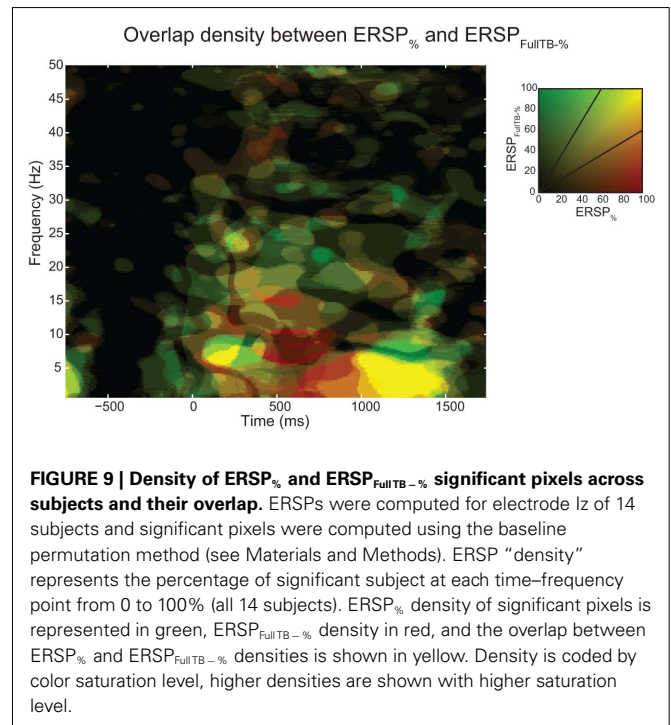 Overlap density between ERSP% and ERSPFullTB-%
50
45
40
35
30
25
20
15
10
5
Frequency (Hz)
−500
0
500
1000
1500
Time (ms)
100
80
60
40
20
0
ERSPFullTB-%
0 20 40 60 80 100
ERSP%
FIGURE 9 | Density of ERSP% and ERSPFullTB – % significant pixels across
subjects and their overlap. ERSPs were computed for electrode Iz of 14
subjects and significant pixels were computed using the baseline
permutation method (see Materials and Methods). ERSP “density”
represents the percentage of significant subject at each time–frequency
point from 0 to 100% (all 14 subjects). ERSP% density of significant pixels is
represented in green, ERSPFullTB – % density in red, and the overlap between
ERSP% and ERSPFullTB – % densities is shown in yellow. Density is coded by
color saturation level, higher densities are shown with higher saturation
level.